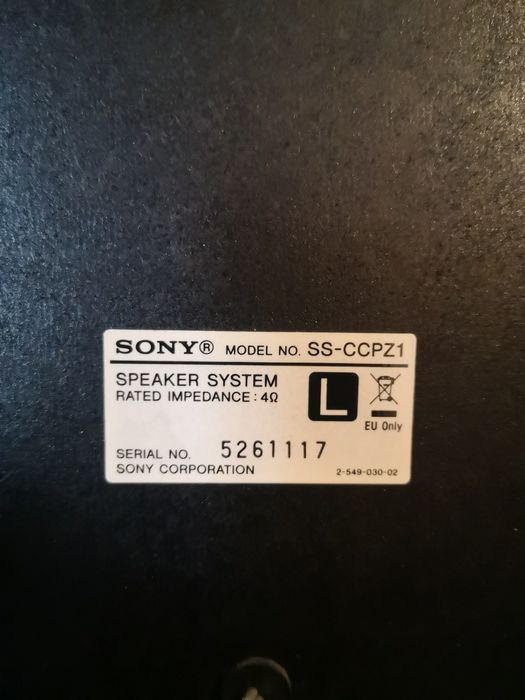 SONY® MODEL NO. SS-CCPZ1
SPEAKER SYSTEM
RATED IMPEDANCE : 4Ω
L
EU Only
SERIAL NO. 5261117
SONY CORPORATION 2-549-030-02